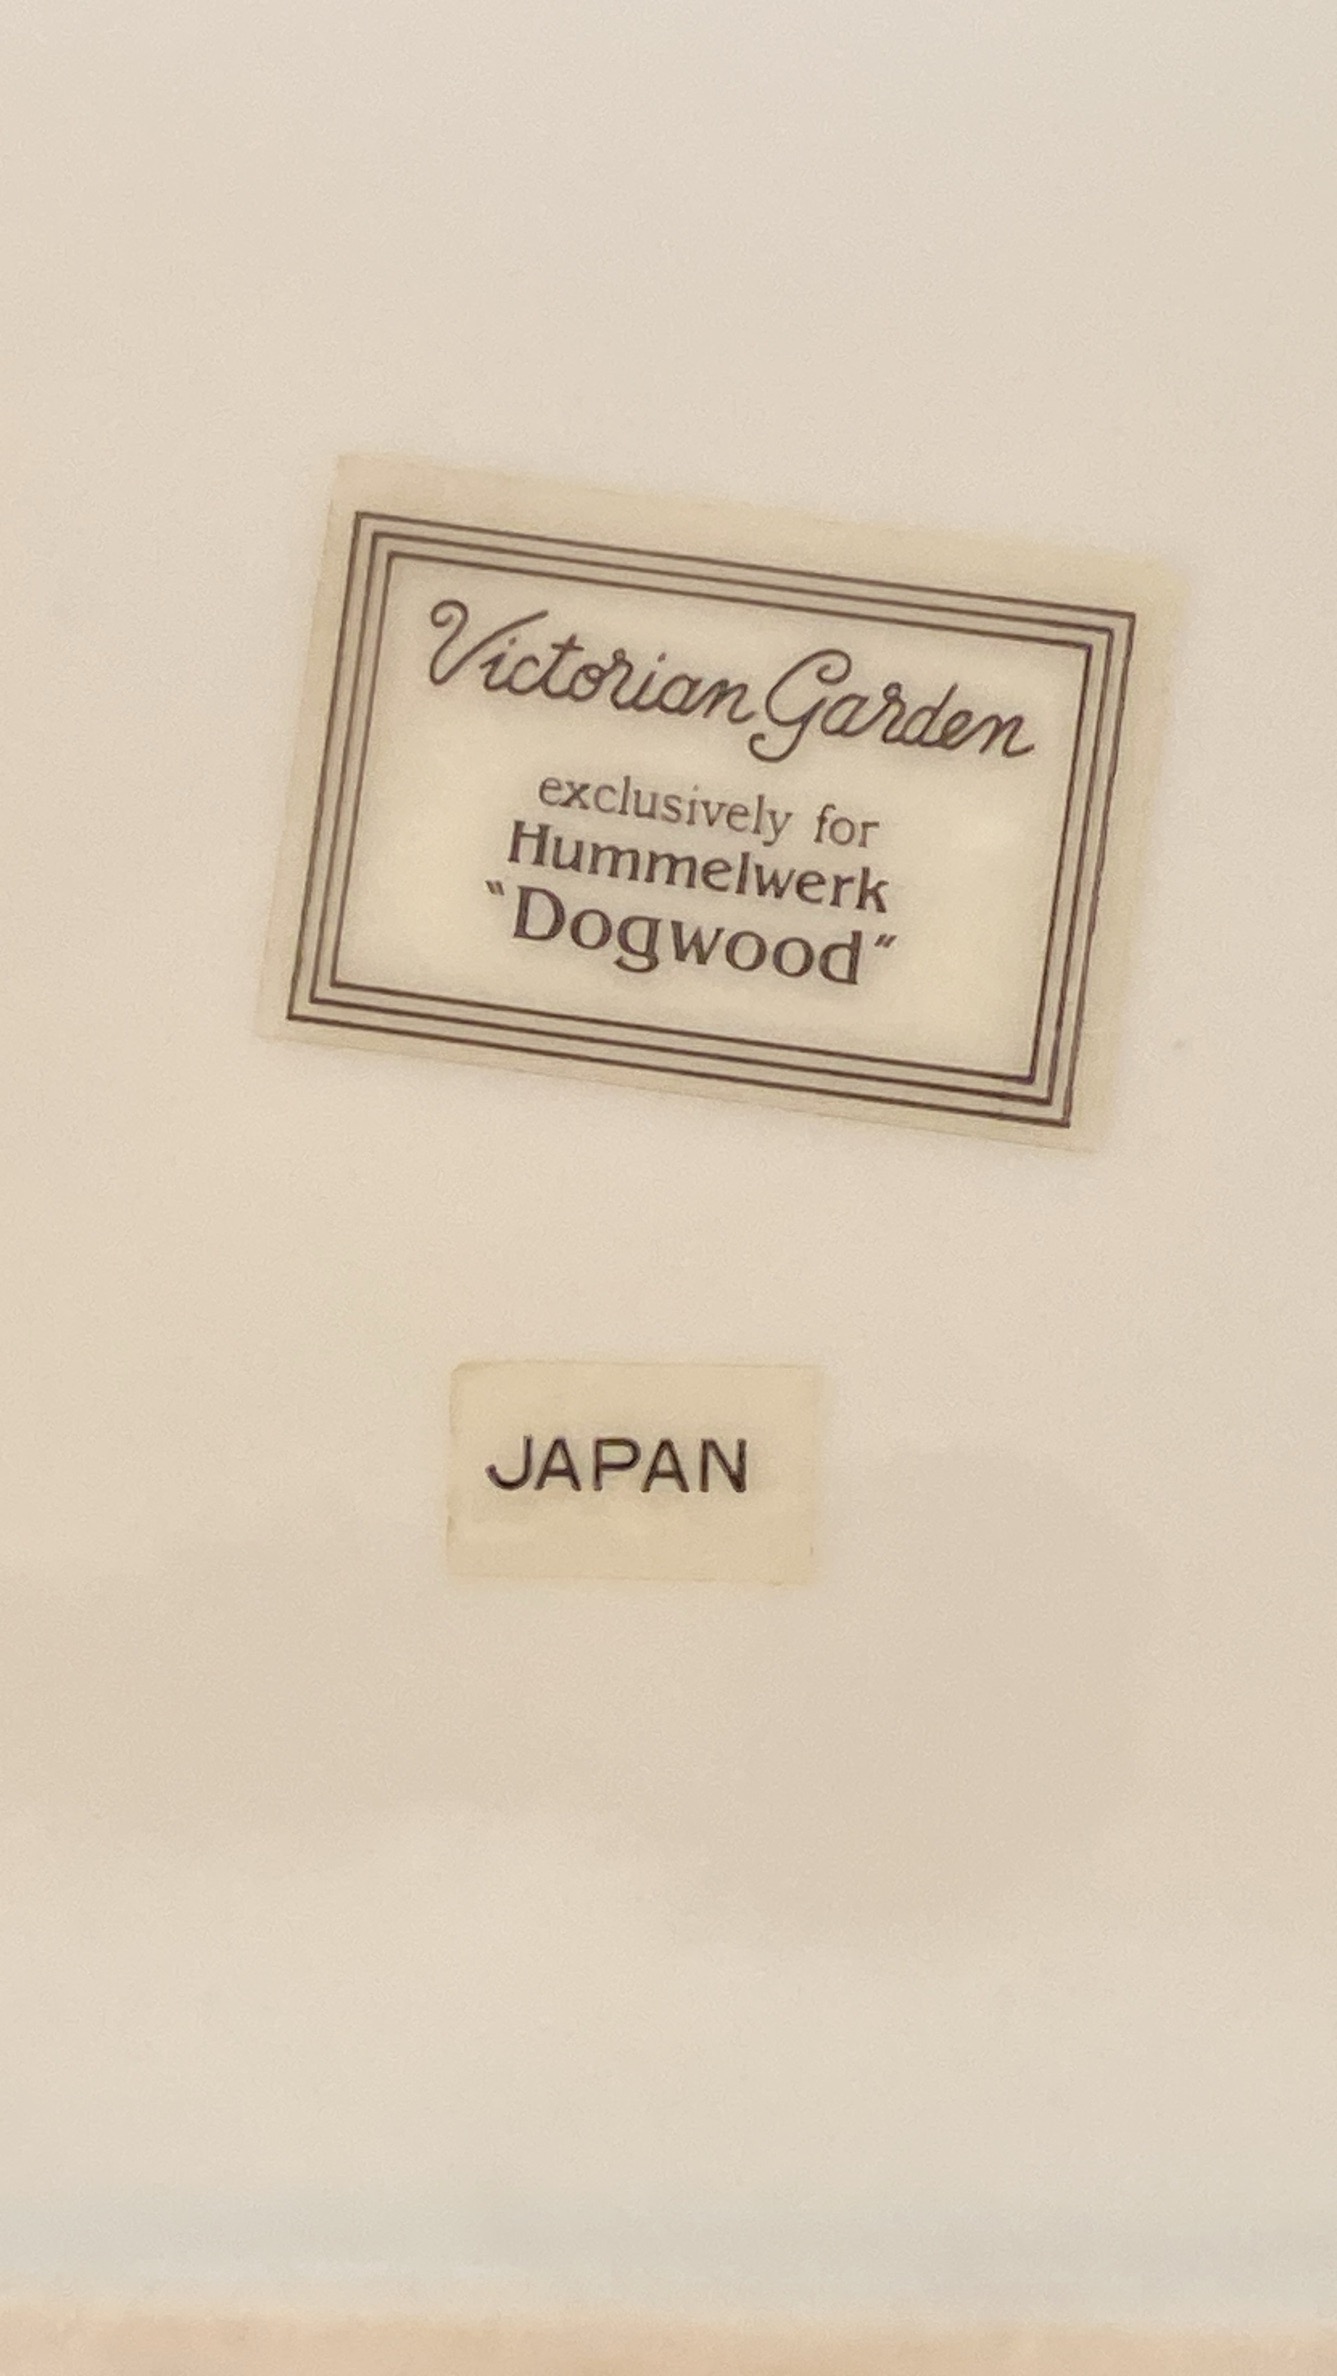 Victorian Garden
exclusively for
Hummelwerk
"Dogwood"
JAPAN